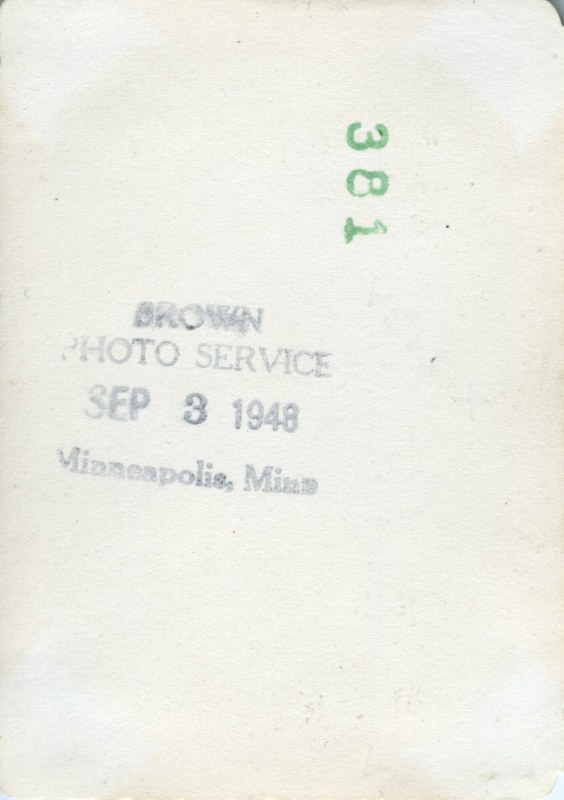 381
BROWN
PHOTO SERVICE
SEP 3 1948
Minneapolis, Minn